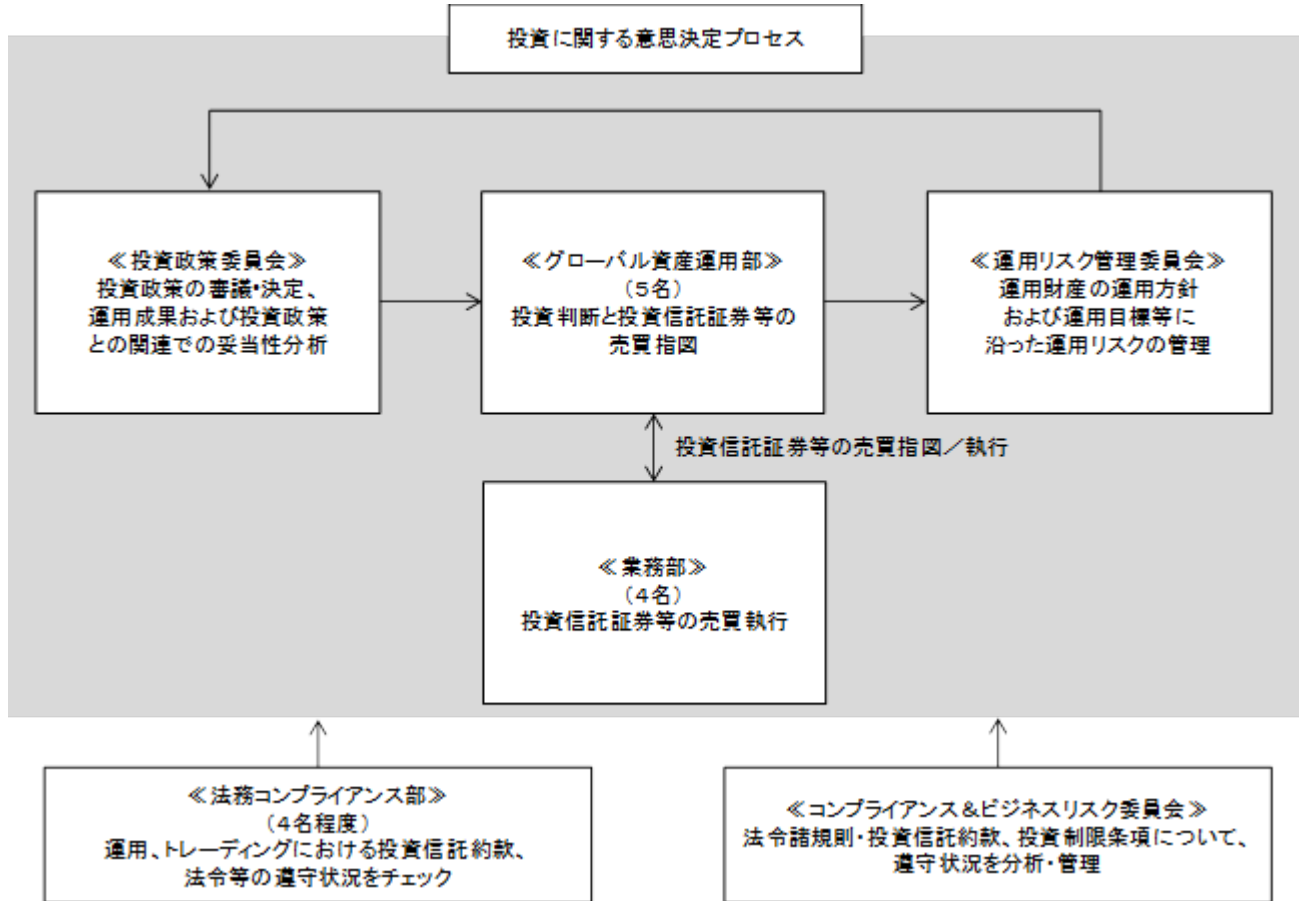 投資に関する意思決定プロセス
≪投資政策委員会≫
投資政策の審議・決定、
運用成果および投資政策
との関連での妥当性分析
≪グローバル資産運用部≫
(5名)
投資判断と投資信託証券等の
売買指図
≪運用リスク管理委員会≫
運用財産の運用方針
および運用目標等に
沿った運用リスクの管理
投資信託証券等の売買指図/執行
≪業務部≫
(4名)
投資信託証券等の売買執行
≪法務コンプライアンス部≫
(4名程度)
運用、トレーディングにおける投資信託約款、
法令等の遵守状況をチェック
≪コンプライアンス&ビジネスリスク委員会≫
法令諸規則・投資信託約款、投資制限条項について、
遵守状況を分析・管理